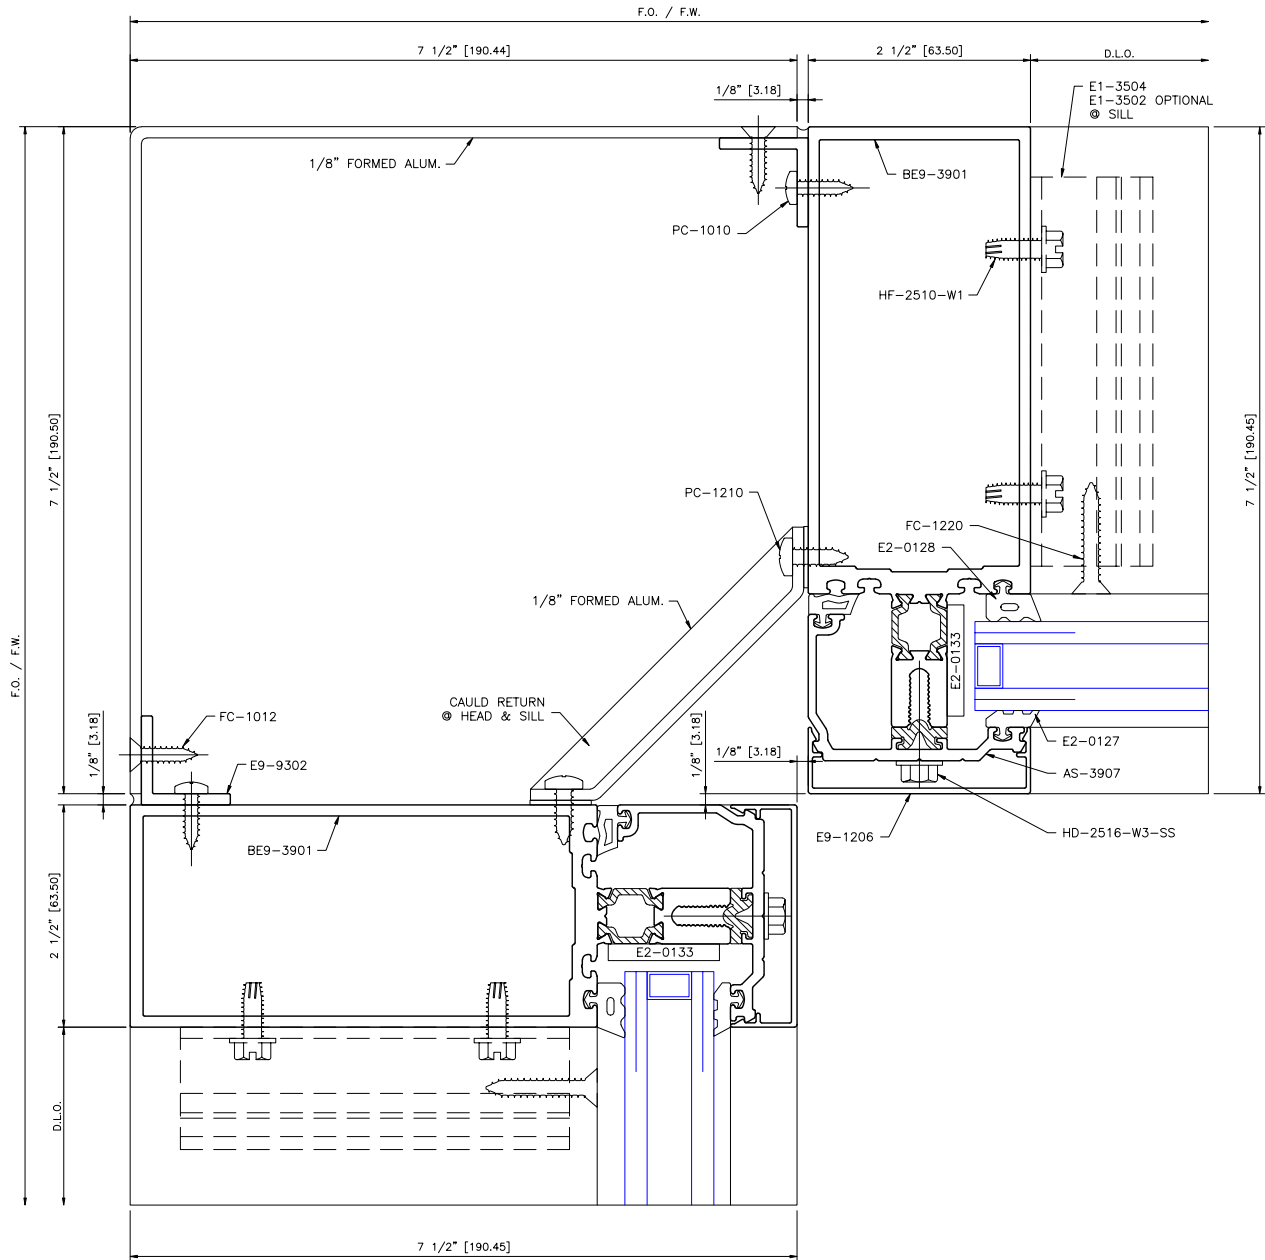 F.O. / F.W.
7 1/2" [190.44]
2 1/2" [63.50]
D.L.O.
1/8" [3.18]
E1-3504
E1-3502 OPTIONAL
@ SILL
1/8" FORMED ALUM.
BE9-3901
PC-1010
HF-2510-W1
7 1/2" [190.50]
7 1/2" [190.45]
PC-1210
FC-1220
E2-0128
1/8" FORMED ALUM.
E2-0133
F.O. / F.W.
CAULD RETURN
@ HEAD & SILL
FC-1012
1/8" [3.18]
1/8" [3.18]
1/8" [3.18]
E2-0127
E9-9302
AS-3907
HD-2516-W3-SS
E9-1206
BE9-3901
2 1/2" [63.50]
E2-0133
D.L.O.
7 1/2" [190.45]